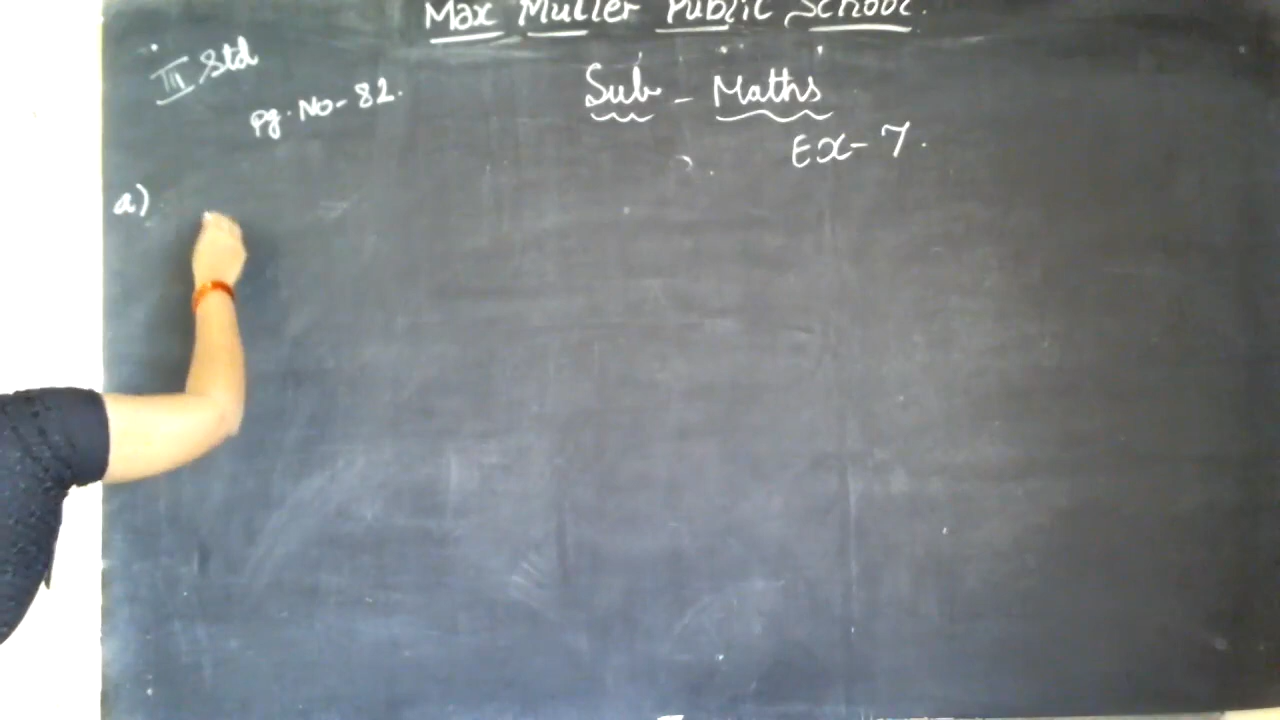 Max Muller Public School.
III Std
Pg. No- 82.
Sub - Maths
Ex- 7.
a)